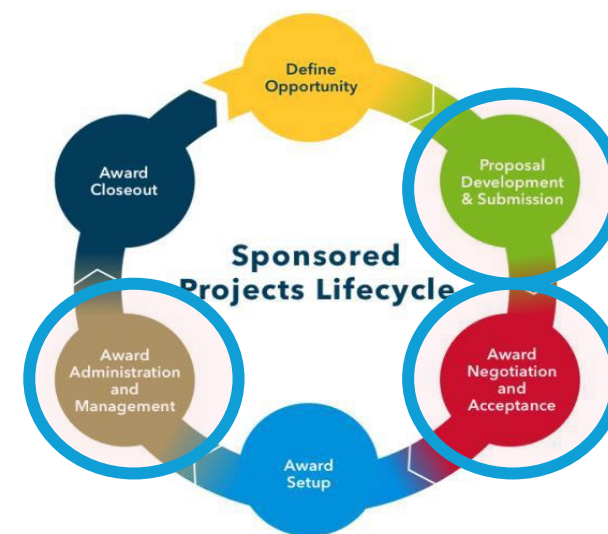 Define
Opportunity
Proposal
Development
& Submission
Award
Closeout
Sponsored
Projects Lifecycle
Award
Administration
and
Management
Award
Negotiation
and
Acceptance
Award
Setup